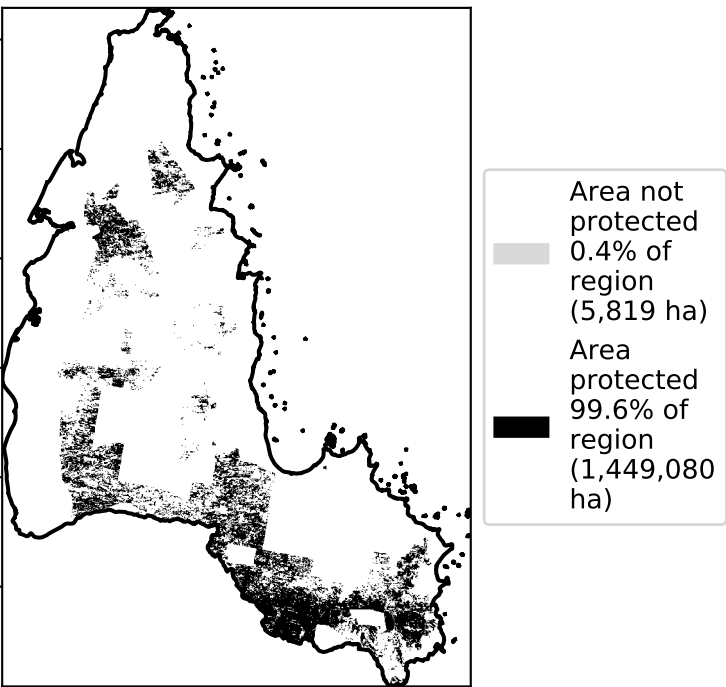 Area not
protected
0.4% of
region
(5,819 ha)
Area
protected
99.6% of
region
(1,449,080
ha)